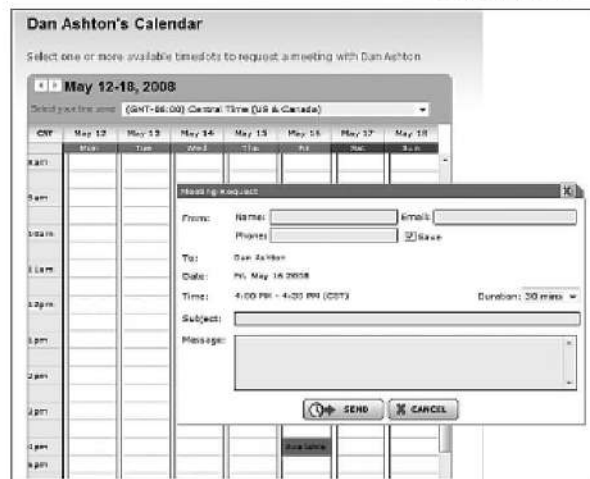 Dan Ashton's Calendar
Select one or more available timeslots to request a meeting with Dan Ashton
May 12-18, 2008
Select your time zone (GMT-06:00) Central Time (US & Canada)
CST May 12 May 13 May 14 May 15 May 16 May 17 May 18
Mon Tue Wed Thu Fri Sat Sun
8am
9am
10am
11am
12pm
1pm
2pm
3pm
4pm Available
5pm
Meeting Request X
From: Name: Email:
Phone: Save
To: Dan Ashton
Date: Fri, May 16 2008
Time: 4:00 PM - 4:30 PM (CST) Duration: 30 mins
Subject:
Message:
SEND CANCEL